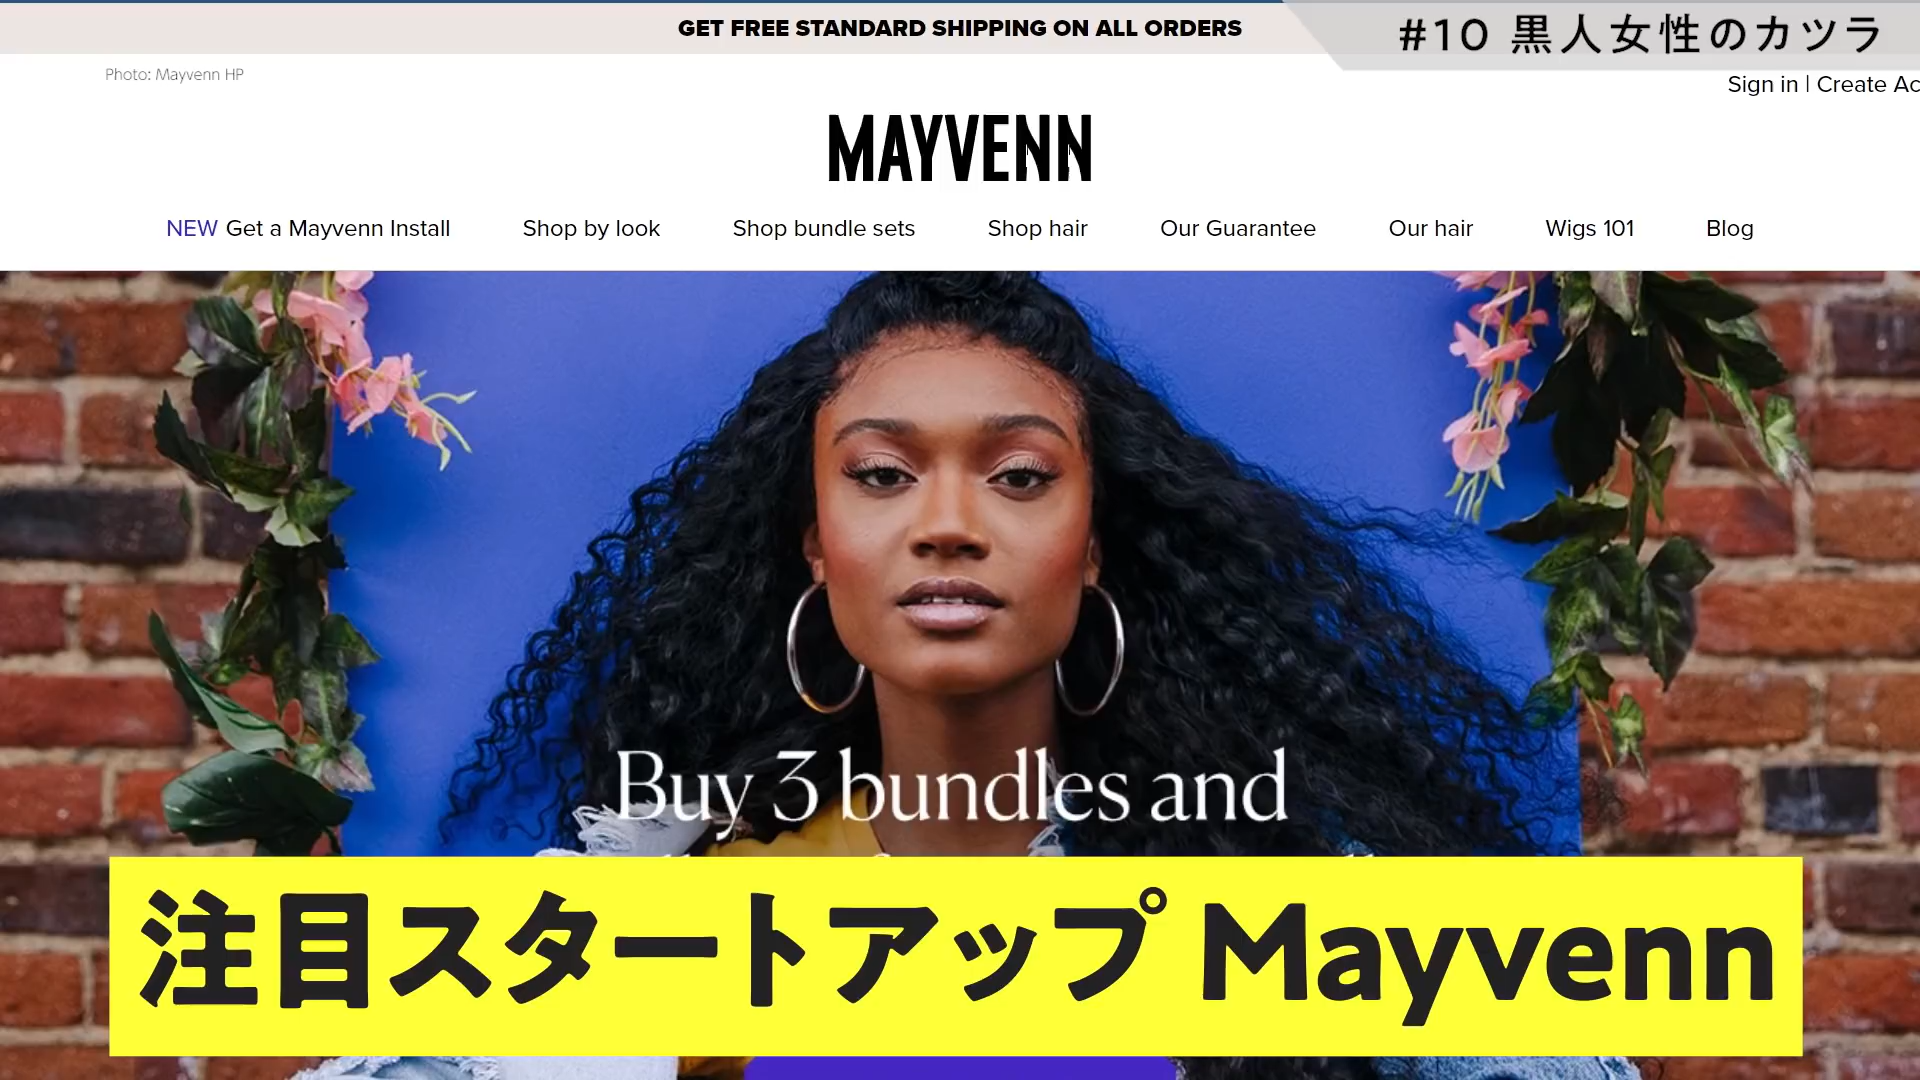 GET FREE STANDARD SHIPPING ON ALL ORDERS
#10 黒人女性のカツラ
Photo: Mayvenn HP
Sign in | Create Ac
MAYVENN
NEW Get a Mayvenn Install Shop by look Shop bundle sets Shop hair Our Guarantee Our hair Wigs 101 Blog
Buy 3 bundles and
注目スタートアップ Mayvenn